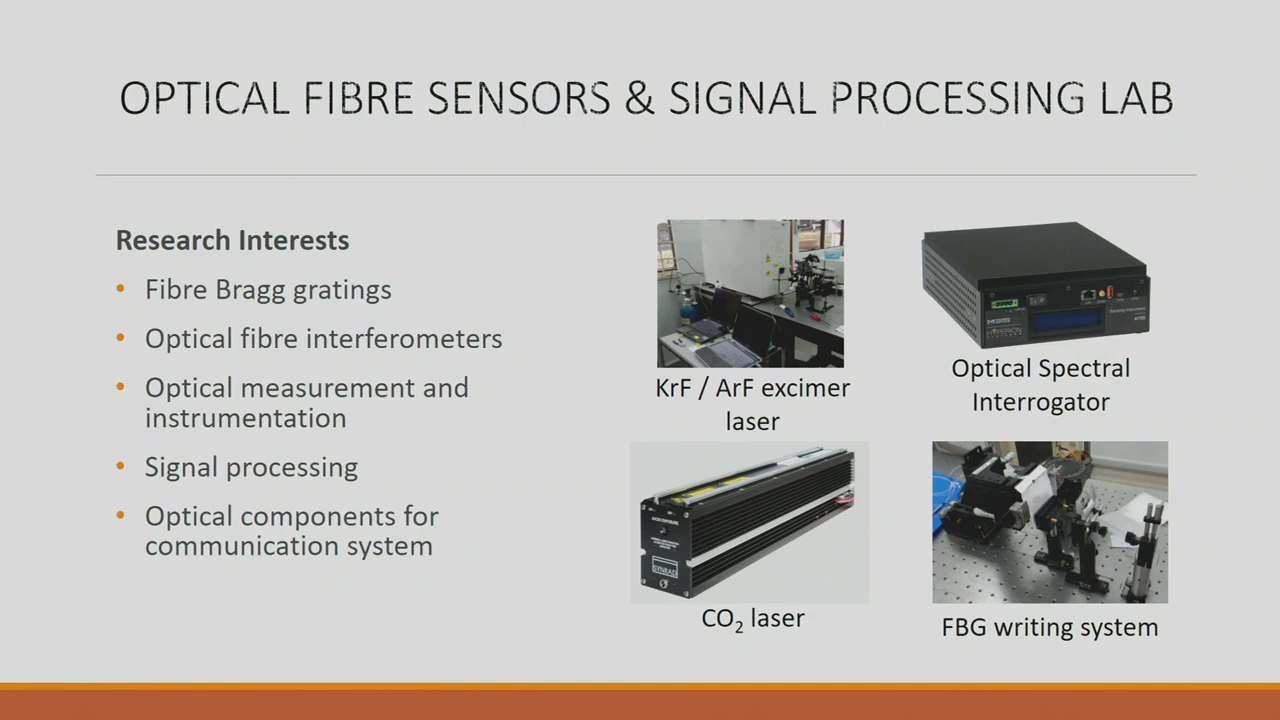 OPTICAL FIBRE SENSORS & SIGNAL PROCESSING LAB
Research Interests
• Fibre Bragg gratings
• Optical fibre interferometers
• Optical measurement and
instrumentation
• Signal processing
• Optical components for
communication system
KrF / ArF excimer
laser
Optical Spectral
Interrogator
SYNRAD
CO₂ laser
FBG writing system